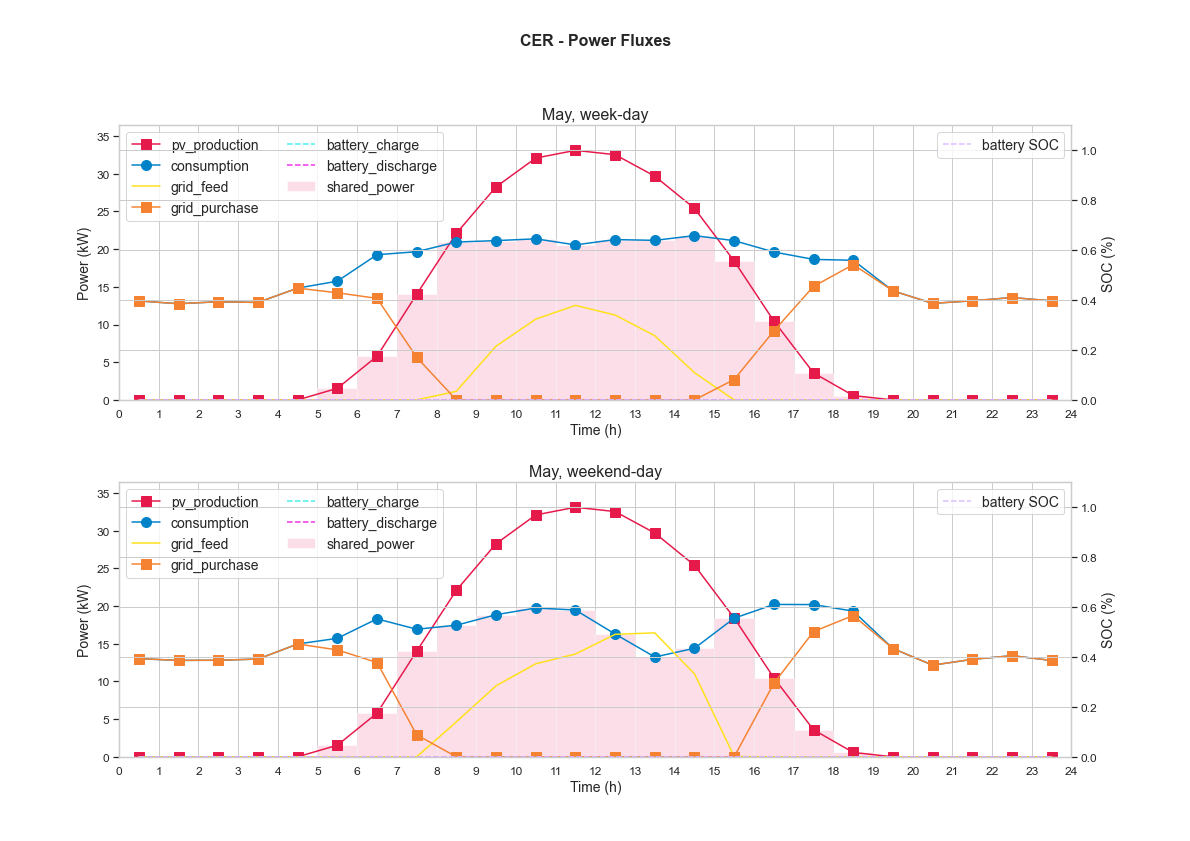 CER - Power Fluxes
May, week-day
pv_production
consumption
grid_feed
grid_purchase
battery_charge
battery_discharge
shared_power
battery SOC
Power (kW)
35
30
25
20
15
10
5
0
1.0
0.8
0.6
0.4
0.2
0.0
SOC (%)
0 1 2 3 4 5 6 7 8 9 10 11 12 13 14 15 16 17 18 19 20 21 22 23 24
Time (h)
May, weekend-day
pv_production
consumption
grid_feed
grid_purchase
battery_charge
battery_discharge
shared_power
battery SOC
Power (kW)
35
30
25
20
15
10
5
0
1.0
0.8
0.6
0.4
0.2
0.0
SOC (%)
0 1 2 3 4 5 6 7 8 9 10 11 12 13 14 15 16 17 18 19 20 21 22 23 24
Time (h)